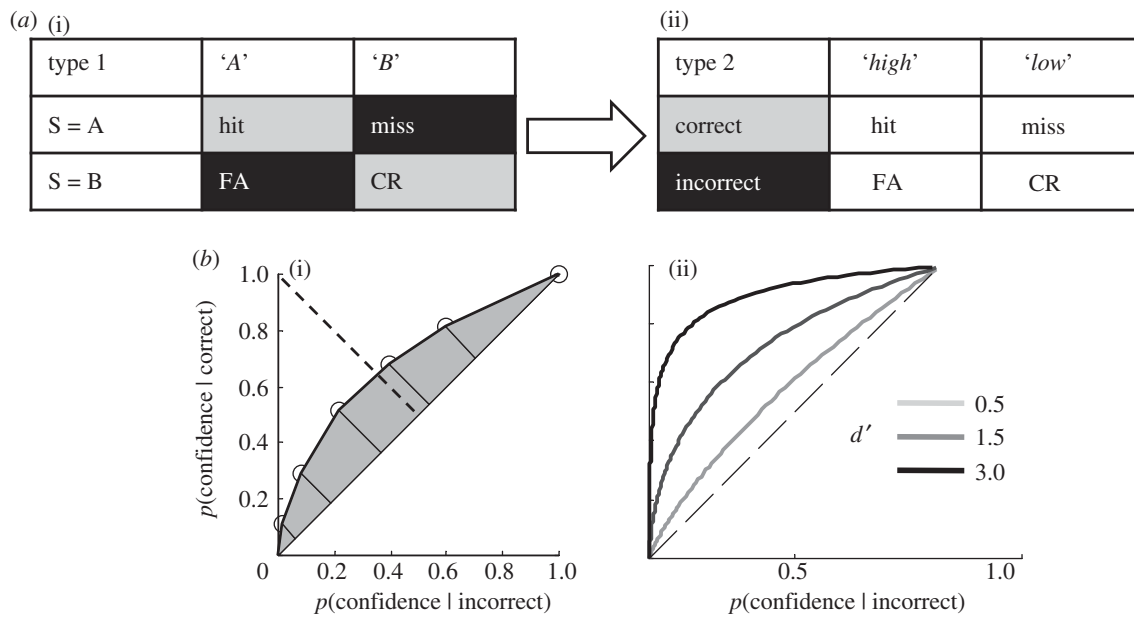 (a) (i)
type 1 ‘A’ ‘B’
S = A hit miss
S = B FA CR
(ii)
type 2 ‘high’ ‘low’
correct hit miss
incorrect FA CR
(b) (i)
1.0
0.8
0.6
0.4
0.2
0 0.2 0.4 0.6 0.8 1.0
p(confidence | correct)
p(confidence | incorrect)
(ii)
d′
0.5
1.5
3.0
0.5 1.0
p(confidence | incorrect)